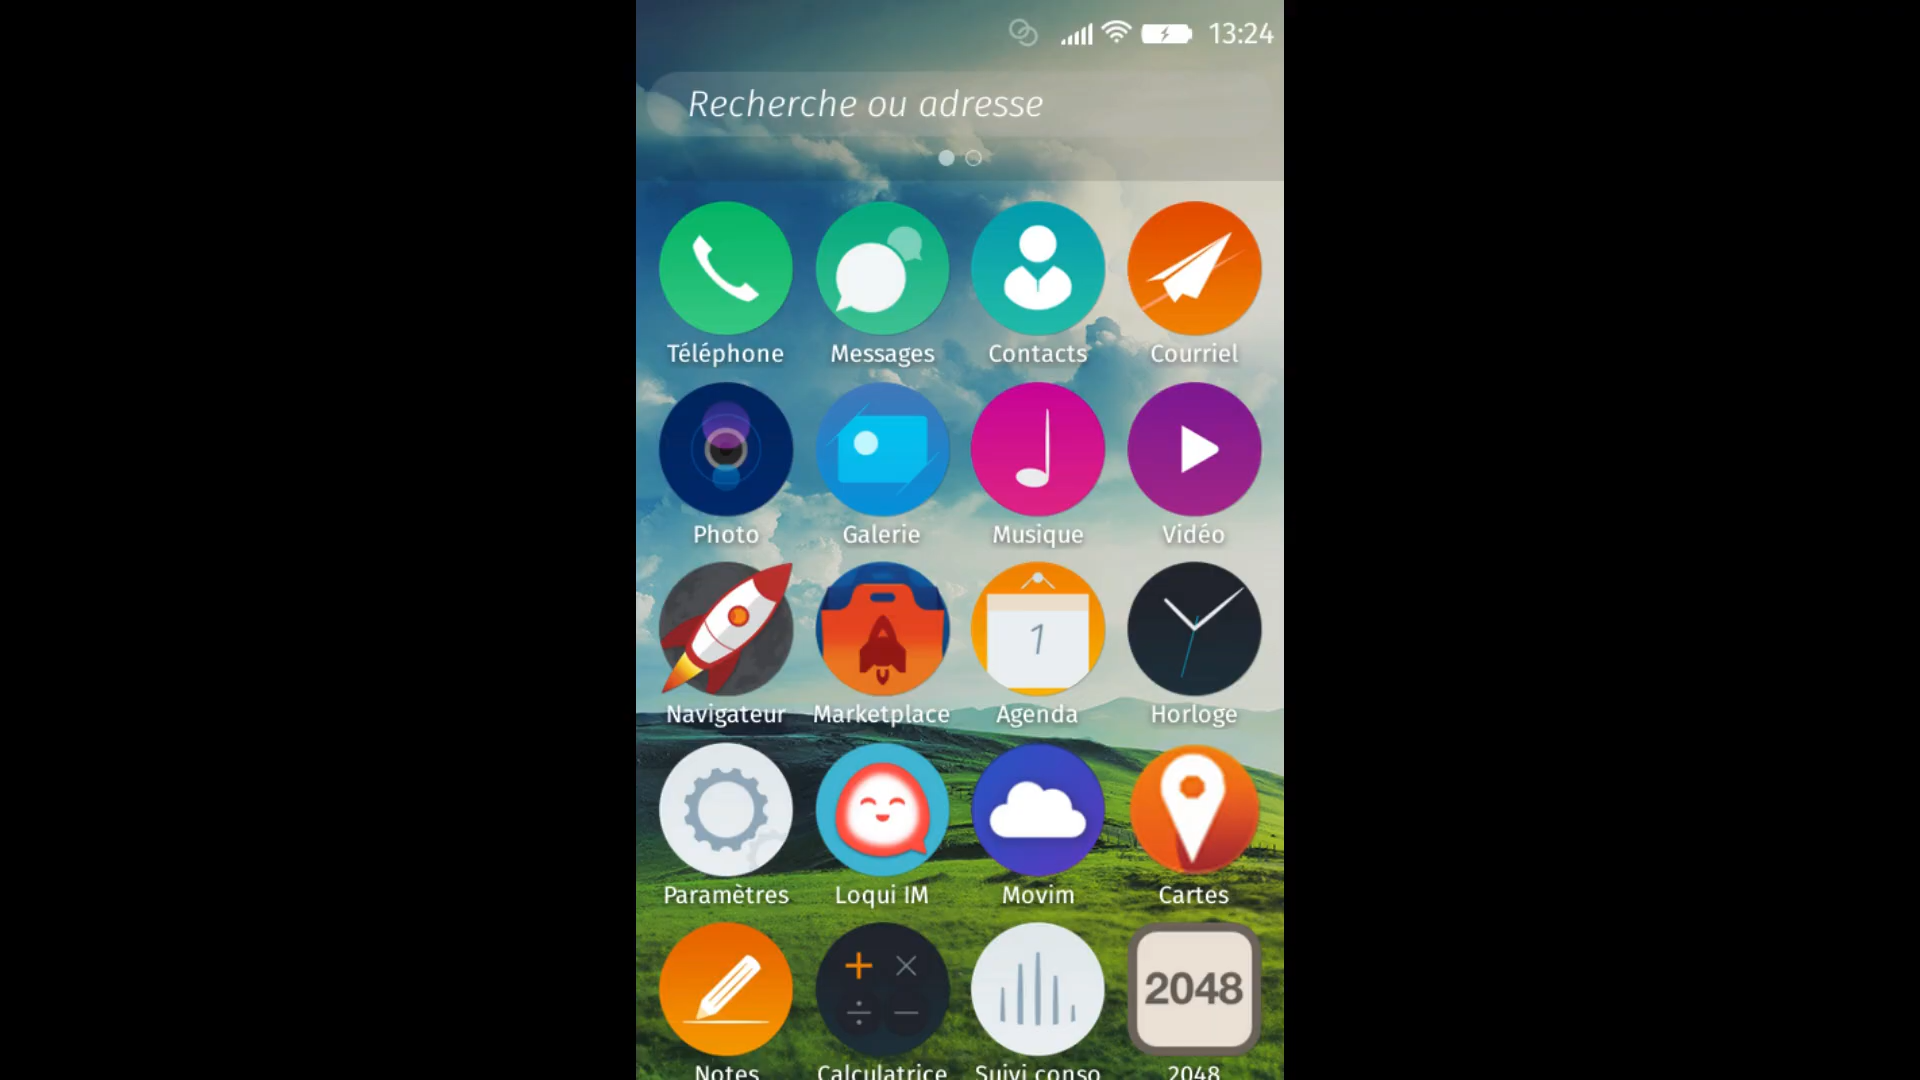 13:24
Recherche ou adresse
Téléphone Messages Contacts Courriel
Photo Galerie Musique Vidéo
1
Navigateur Marketplace Agenda Horloge
Paramètres Loqui IM Movim Cartes
2048
Notes Calculatrice Suivi conso 2048